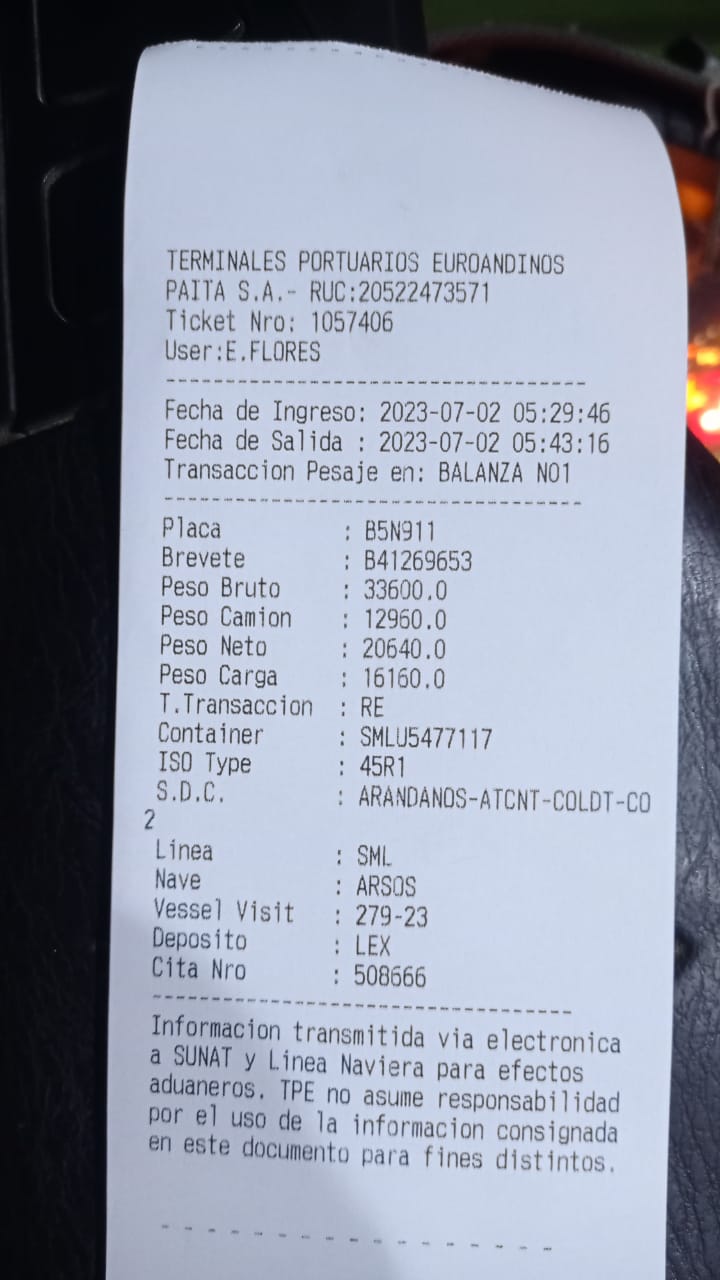 TERMINALES PORTUARIOS EUROANDINOS
PAITA S.A.- RUC:20522473571
Ticket Nro: 1057406
User:E.FLORES
----------------------------------
Fecha de Ingreso: 2023-07-02 05:29:46
Fecha de Salida : 2023-07-02 05:43:16
Transaccion Pesaje en: BALANZA NO1
----------------------------------
Placa : B5N911
Brevete : B41269653
Peso Bruto : 33600.0
Peso Camion : 12960.0
Peso Neto : 20640.0
Peso Carga : 16160.0
T.Transaccion : RE
Container : SMLU5477117
ISO Type : 45R1
S.D.C. : ARANDANOS-ATCNT-COLDT-CO
2
Linea : SML
Nave : ARSOS
Vessel Visit : 279-23
Deposito : LEX
Cita Nro : 508666
----------------------------------
Informacion transmitida via electronica
a SUNAT y Linea Naviera para efectos
aduaneros. TPE no asume responsabilidad
por el uso de la informacion consignada
en este documento para fines distintos.
- - - - - - - - - - - - - - - - -